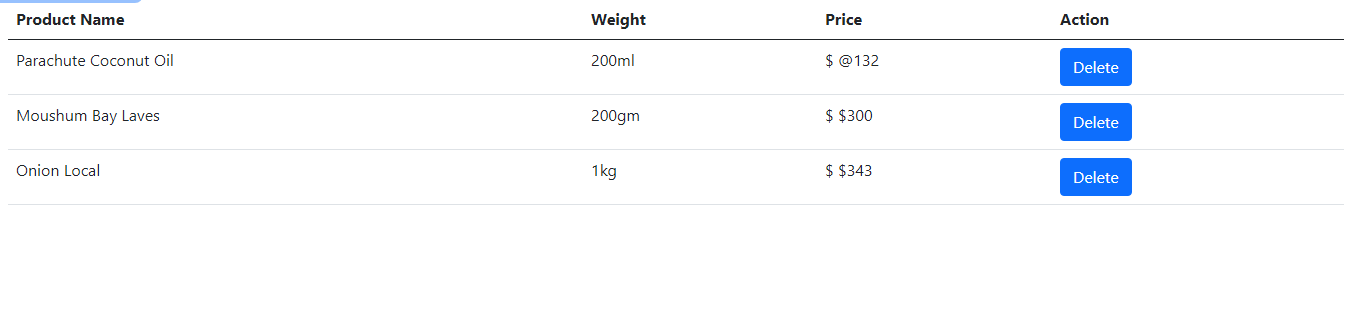 Product Name Weight Price Action
Parachute Coconut Oil 200ml $ @132 Delete
Moushum Bay Laves 200gm $ $300 Delete
Onion Local 1kg $ $343 Delete